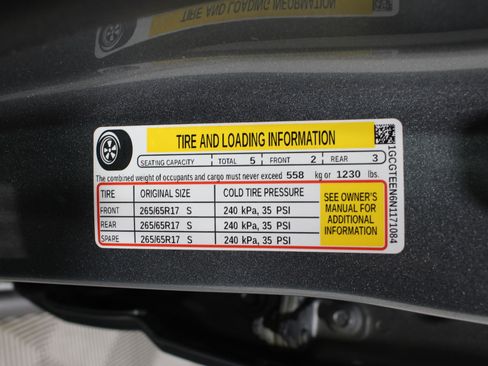 TIRE AND LOADING INFORMATION
SEATING CAPACITY TOTAL 5 FRONT 2 REAR 3
The combined weight of occupants and cargo must never exceed 558 kg or 1230 lbs.
TIRE ORIGINAL SIZE COLD TIRE PRESSURE
FRONT 265/65R17 S 240 kPa, 35 PSI
REAR 265/65R17 S 240 kPa, 35 PSI
SPARE 265/65R17 S 240 kPa, 35 PSI
SEE OWNER'S
MANUAL FOR
ADDITIONAL
INFORMATION
1GCGTEEN6N1171084